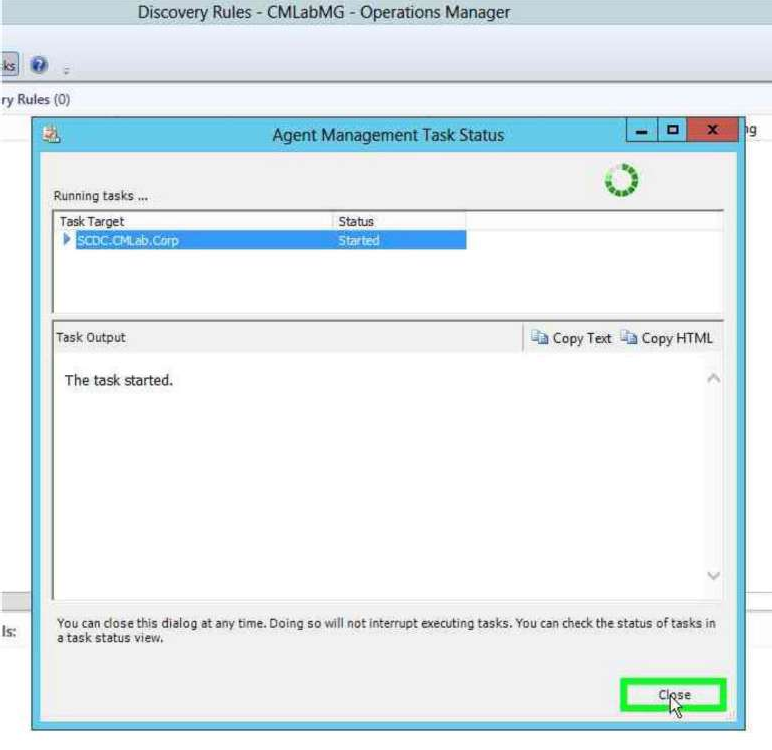 Discovery Rules - CMLabMG - Operations Manager
ks
ry Rules (0)
ng
Agent Management Task Status
Running tasks ...
Task Target Status
SCDC.CMLab.Corp Started
Task Output Copy Text Copy HTML
The task started.
You can close this dialog at any time. Doing so will not interrupt executing tasks. You can check the status of tasks in
a task status view.
ls:
Close